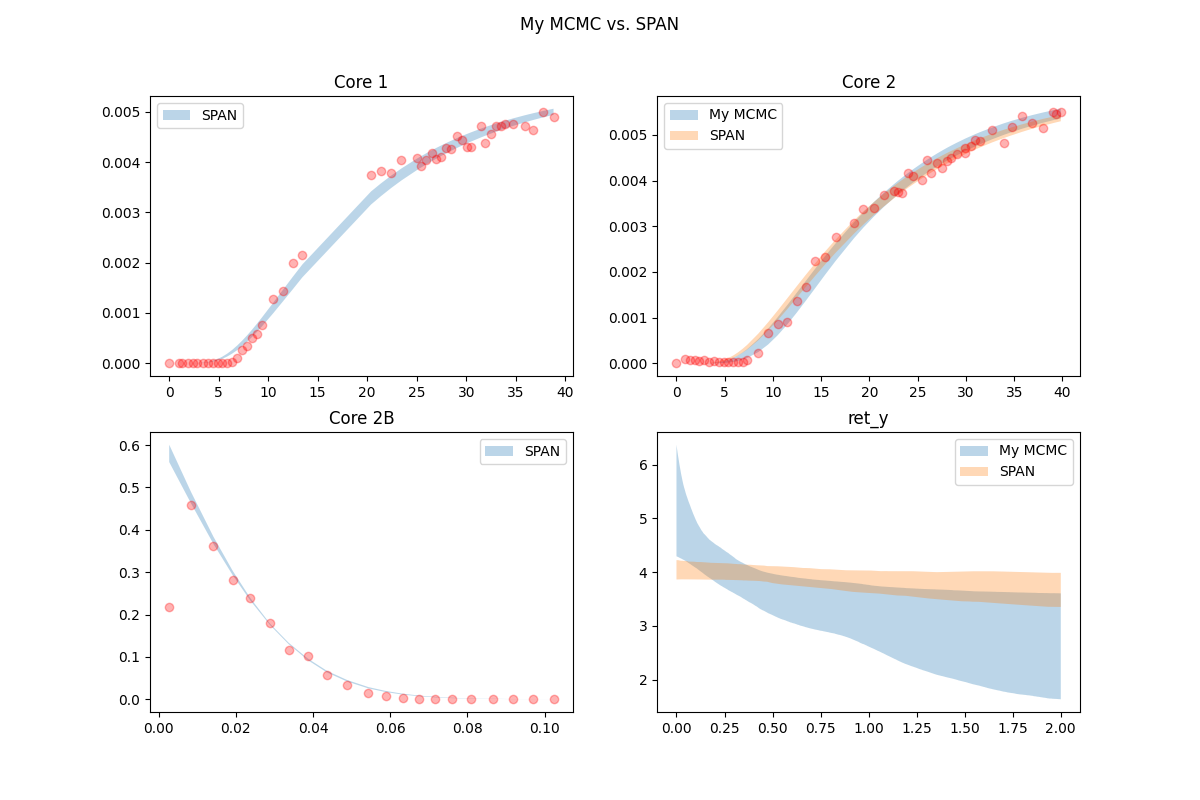 My MCMC vs. SPAN
Core 1
SPAN
0.005
0.004
0.003
0.002
0.001
0.000
0 5 10 15 20 25 30 35 40
Core 2
My MCMC
SPAN
0.005
0.004
0.003
0.002
0.001
0.000
0 5 10 15 20 25 30 35 40
Core 2B
SPAN
0.6
0.5
0.4
0.3
0.2
0.1
0.0
0.00 0.02 0.04 0.06 0.08 0.10
ret_y
My MCMC
SPAN
6
5
4
3
2
0.00 0.25 0.50 0.75 1.00 1.25 1.50 1.75 2.00